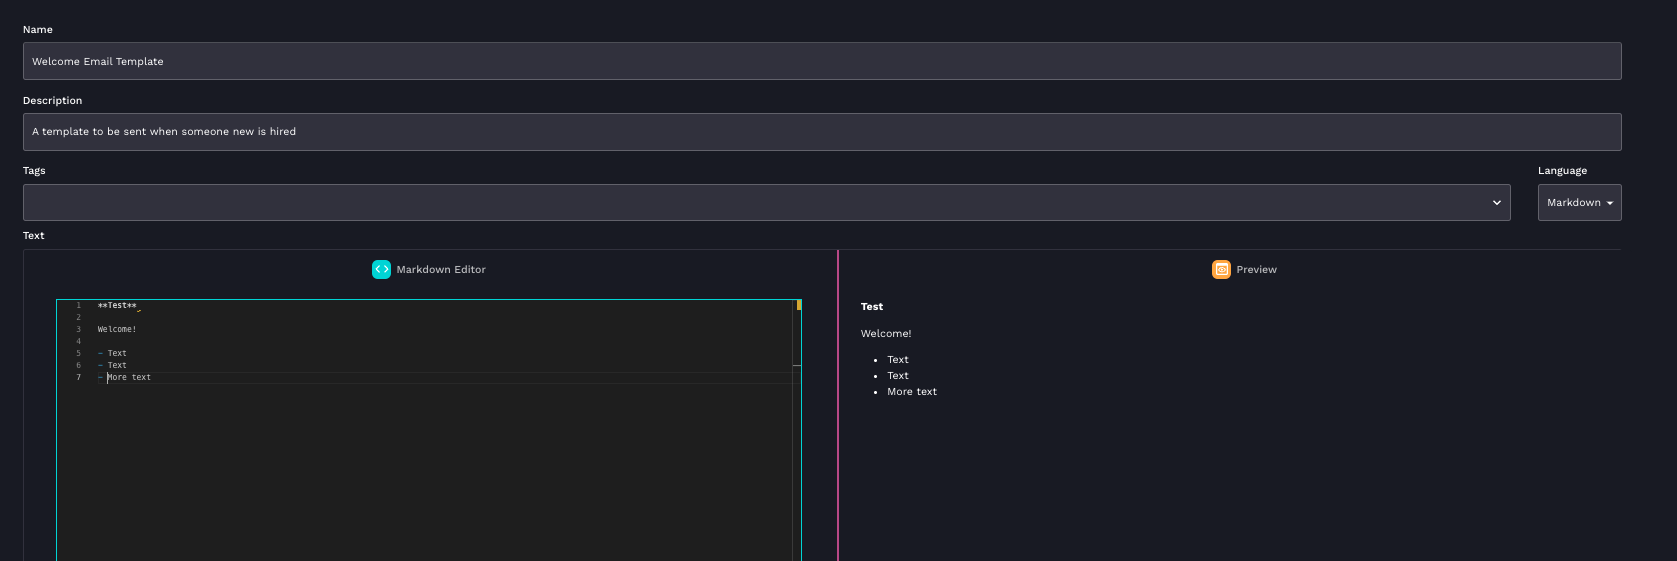 Name
Welcome Email Template
Description
A template to be sent when someone new is hired
Tags
Language
Markdown
Text
Markdown Editor
Preview
1 **Test**
2
3 Welcome!
4
5 - Text
6 - Text
7 - More text
Test
Welcome!
• Text
• Text
• More text